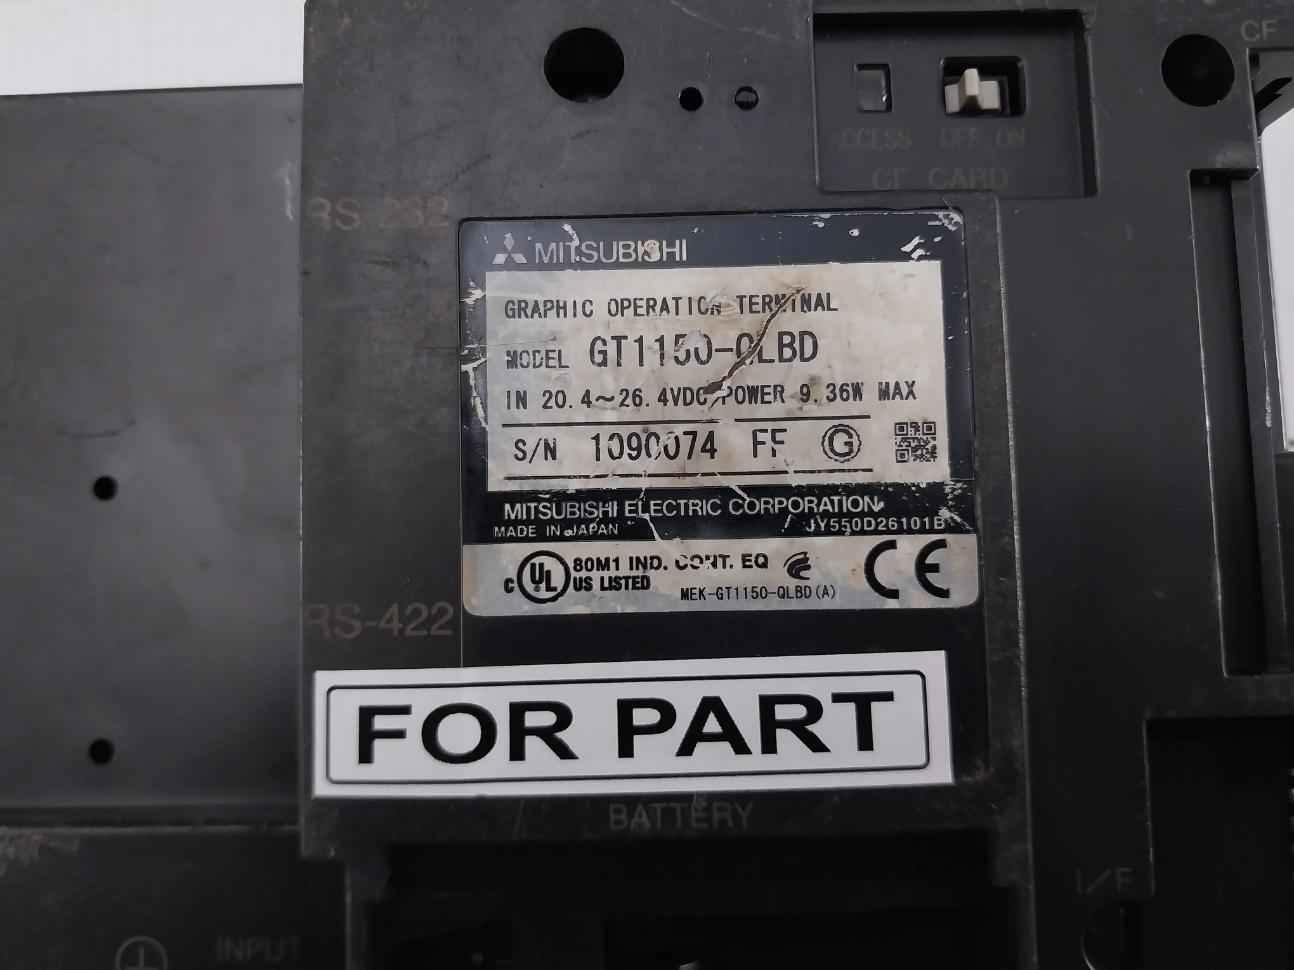 CF
ACCESS OFF ON
CF CARD
RS-232
MITSUBISHI
GRAPHIC OPERATION TERMINAL
MODEL GT1150-QLBD
IN 20.4~26.4VDC POWER 9.36W MAX
S/N 1090074 FF G
MITSUBISHI ELECTRIC CORPORATION
MADE IN JAPAN JY550D26101B
C UL US LISTED 80M1 IND. CONT. EQ
MEK-GT1150-QLBD(A)
CE
RS-422
FOR PART
BATTERY
I/F
INPUT